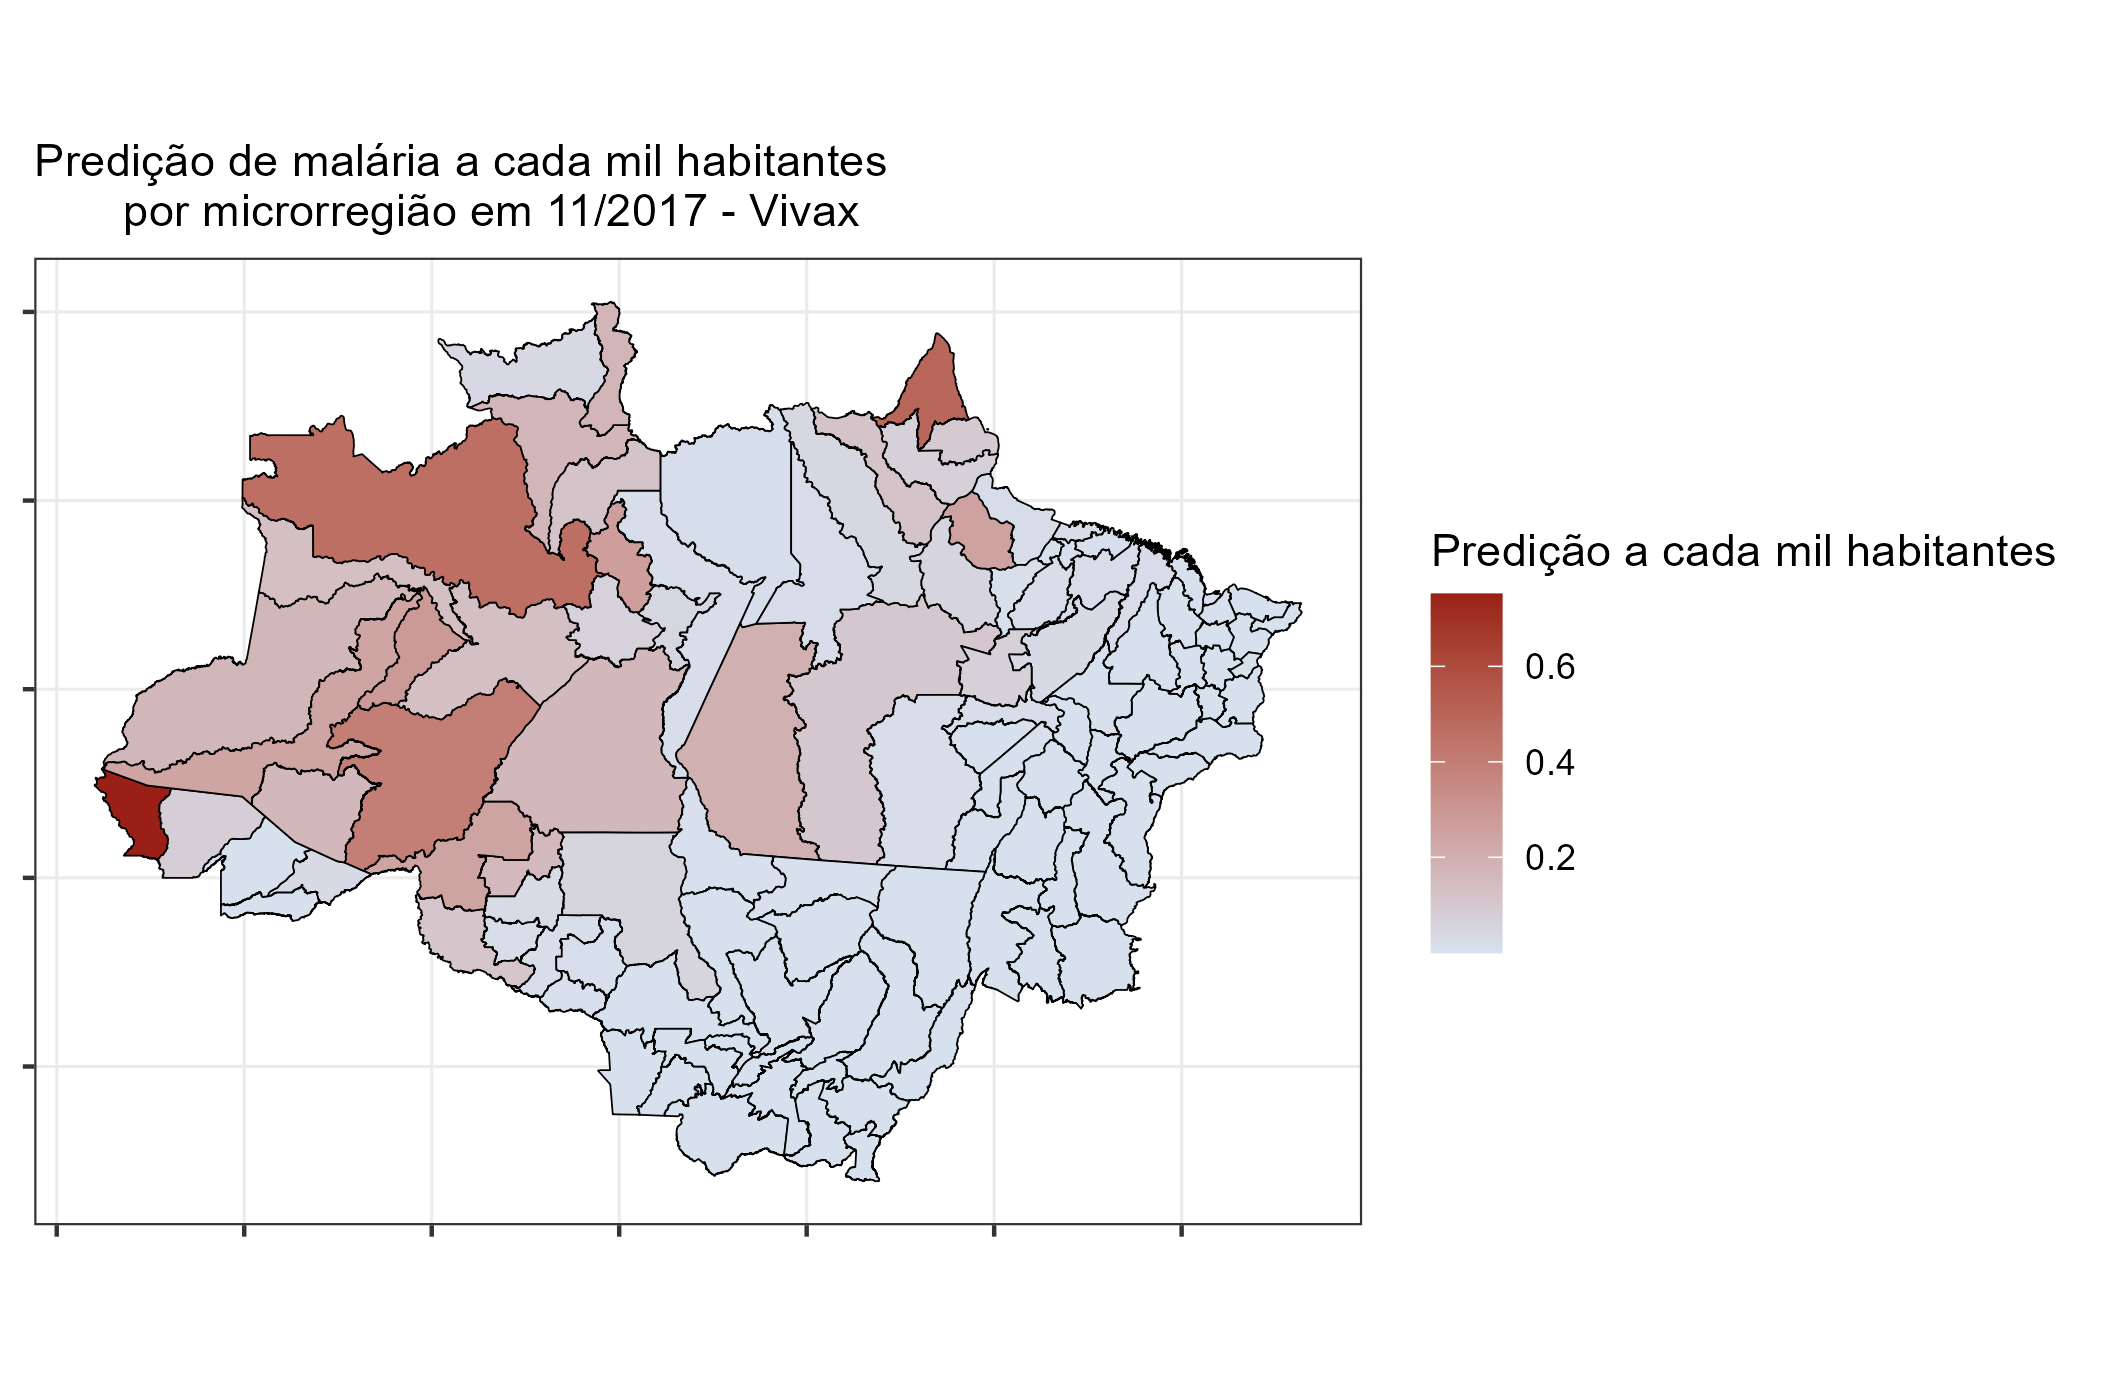 Predição de malária a cada mil habitantes
por microrregião em 11/2017 - Vivax
Predição a cada mil habitantes
0.6
0.4
0.2